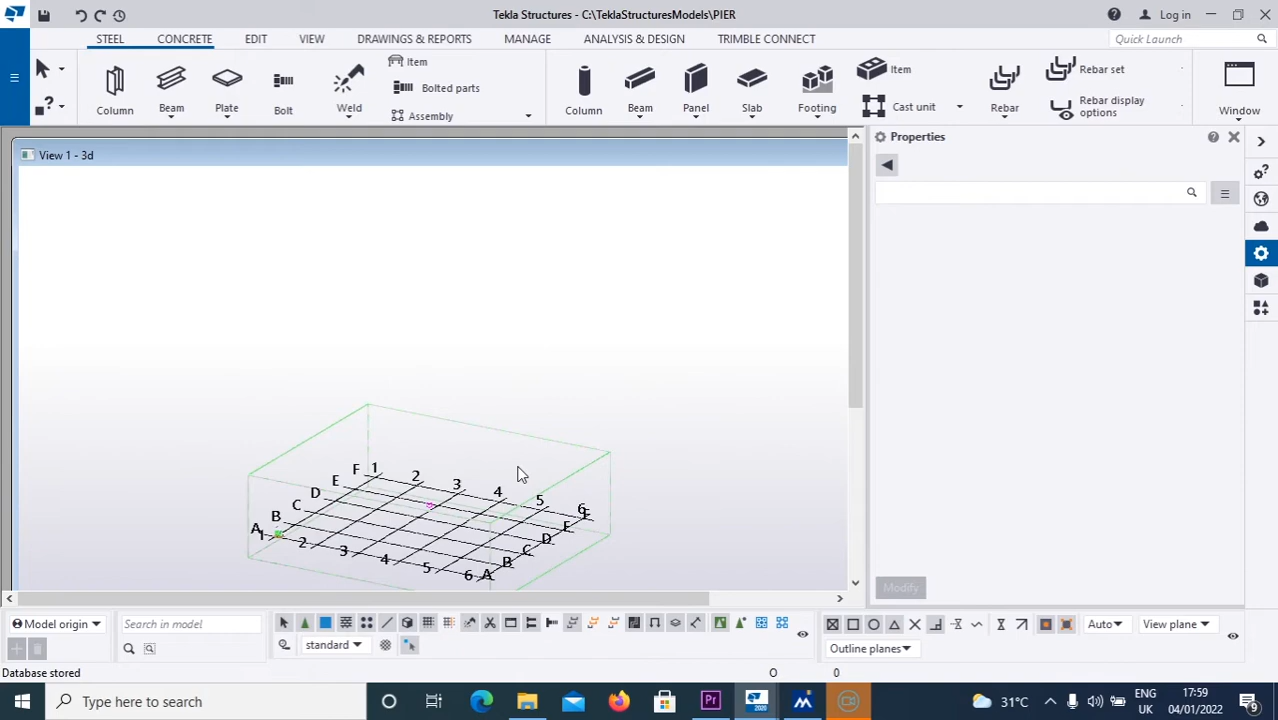 Tekla Structures - C:\TeklaStructuresModels\PIER
Log in
STEEL CONCRETE EDIT VIEW DRAWINGS & REPORTS MANAGE ANALYSIS & DESIGN TRIMBLE CONNECT Quick Launch
Column Beam Plate Bolt Weld Item Bolted parts Assembly Column Beam Panel Slab Footing Item Cast unit Rebar Rebar set Rebar display options Window
View 1 - 3d
Properties
F 1 2 3 4 5 6
E
D
C
B
A
1 2 3 4 5 6
A B C D E F
Modify
Model origin Search in model
Auto View plane
standard
Outline planes
Database stored
O 0
Type here to search
Pr
2020
31°C
ENG
UK
17:59
04/01/2022
9